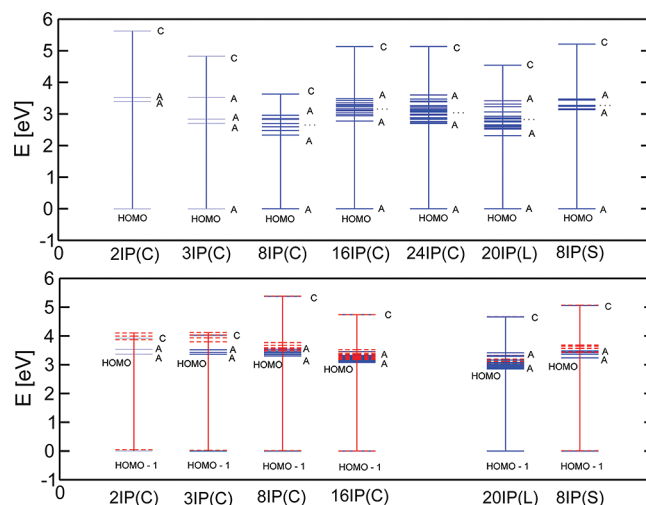 6
5
4
3
2
1
0
-1
E [eV]
C
A
A
HOMO
C
A
A
A
HOMO
C
A
...
A
A
HOMO
C
A
...
A
A
HOMO
C
A
...
A
A
HOMO
C
A
...
A
A
HOMO
C
A
...
A
A
HOMO
0
2IP(C) 3IP(C) 8IP(C) 16IP(C) 24IP(C) 20IP(L) 8IP(S)
6
5
4
3
2
1
0
-1
E [eV]
C
A
A
HOMO
HOMO - 1
C
A
A
HOMO
HOMO - 1
C
A
A
HOMO
HOMO - 1
C
A
A
HOMO
HOMO - 1
C
A
A
HOMO
HOMO - 1
C
A
A
HOMO
HOMO - 1
0
2IP(C) 3IP(C) 8IP(C) 16IP(C) 20IP(L) 8IP(S)